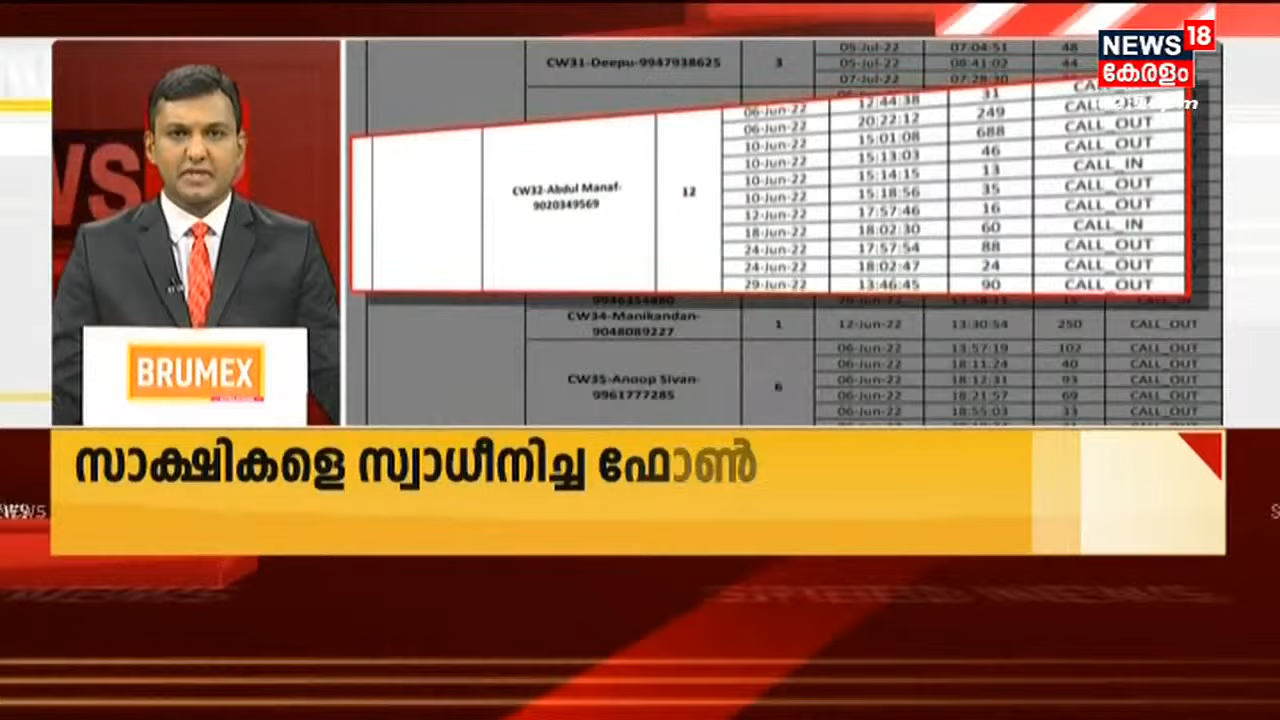 NEWS 18
കേരളം
CW31-Deepu-9947938625 3
05-Jul-22 07:04:51 48
05-Jul-22 08:41:02 44
07-Jul-22 07:28:30
CW32-Abdul Manaf-
9020349569
12
06-Jun-22 12:44:38 31
06-Jun-22 20:22:12 249 CALL_OUT
10-Jun-22 15:01:08 688 CALL_OUT
10-Jun-22 15:13:03 46 CALL_OUT
10-Jun-22 15:14:15 13 CALL_IN
10-Jun-22 15:18:56 35 CALL_OUT
12-Jun-22 17:57:46 16 CALL_OUT
18-Jun-22 18:02:30 60 CALL_IN
24-Jun-22 17:57:54 88 CALL_OUT
24-Jun-22 18:02:47 24 CALL_OUT
29-Jun-22 13:46:45 90 CALL_OUT
CW34-Manikandan-
9048089227
1 12-Jun-22 13:30:54 250 CALL_OUT
CW35-Anoop Sivan-
9961777285
6
06-Jun-22 13:57:19 102 CALL_OUT
06-Jun-22 18:11:24 40 CALL_OUT
06-Jun-22 18:12:31 93 CALL_OUT
06-Jun-22 18:21:57 69 CALL_OUT
06-Jun-22 18:55:03 33 CALL_OUT
BRUMEX
സാക്ഷികളെ സ്വാധീനിച്ച ഫോൺ